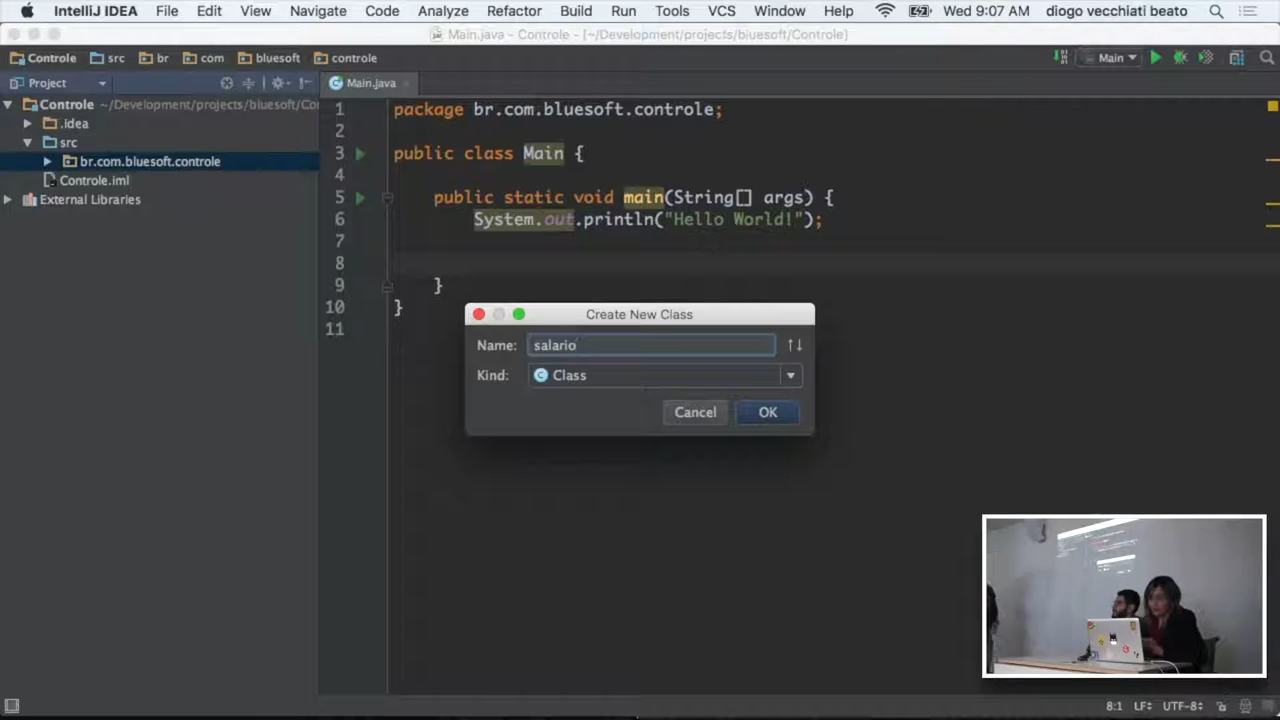 IntelliJ IDEA File Edit View Navigate Code Analyze Refactor Build Run Tools VCS Window Help Wed 9:07 AM diogo vecchiati beato
Main.java - Controle - [~/Development/projects/bluesoft/Controle]
Controle src br com bluesoft controle Main
Project Main.java
Controle ~/Development/projects/bluesoft/Co
.idea
src
br.com.bluesoft.controle
Controle.iml
External Libraries
1 package br.com.bluesoft.controle;
2
3 public class Main {
4
5 public static void main(String[] args) {
6 System.out.println("Hello World!");
7
8
9 }
10 }
11
Create New Class
Name: salario
Kind: Class
Cancel OK
8:1 LF UTF-8